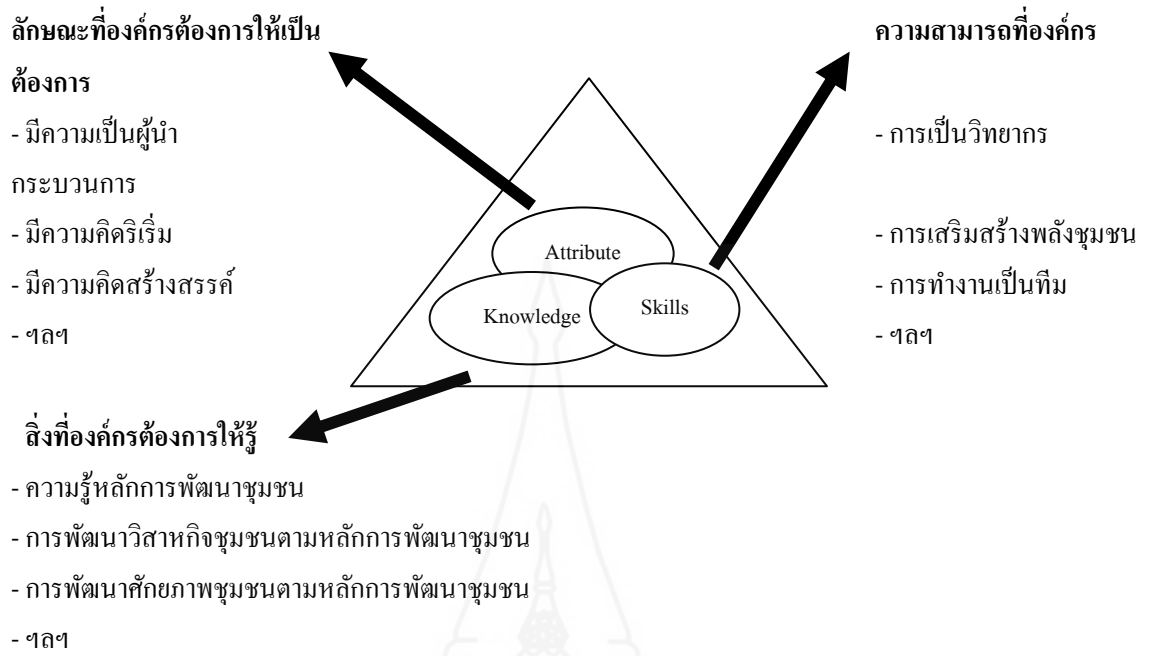 ลักษณะที่องค์กรต้องการให้เป็น
ต้องการ
- มีความเป็นผู้นำ
กระบวนการ
- มีความคิดริเริ่ม
- มีความคิดสร้างสรรค์
- ฯลฯ
ความสามารถที่องค์กร
- การเป็นวิทยากร
- การเสริมสร้างพลังชุมชน
- การทำงานเป็นทีม
- ฯลฯ
Attribute
Knowledge
Skills
สิ่งที่องค์กรต้องการให้รู้
- ความรู้หลักการพัฒนาชุมชน
- การพัฒนาวิสาหกิจชุมชนตามหลักการพัฒนาชุมชน
- การพัฒนาศักยภาพชุมชนตามหลักการพัฒนาชุมชน
- ฯลฯ